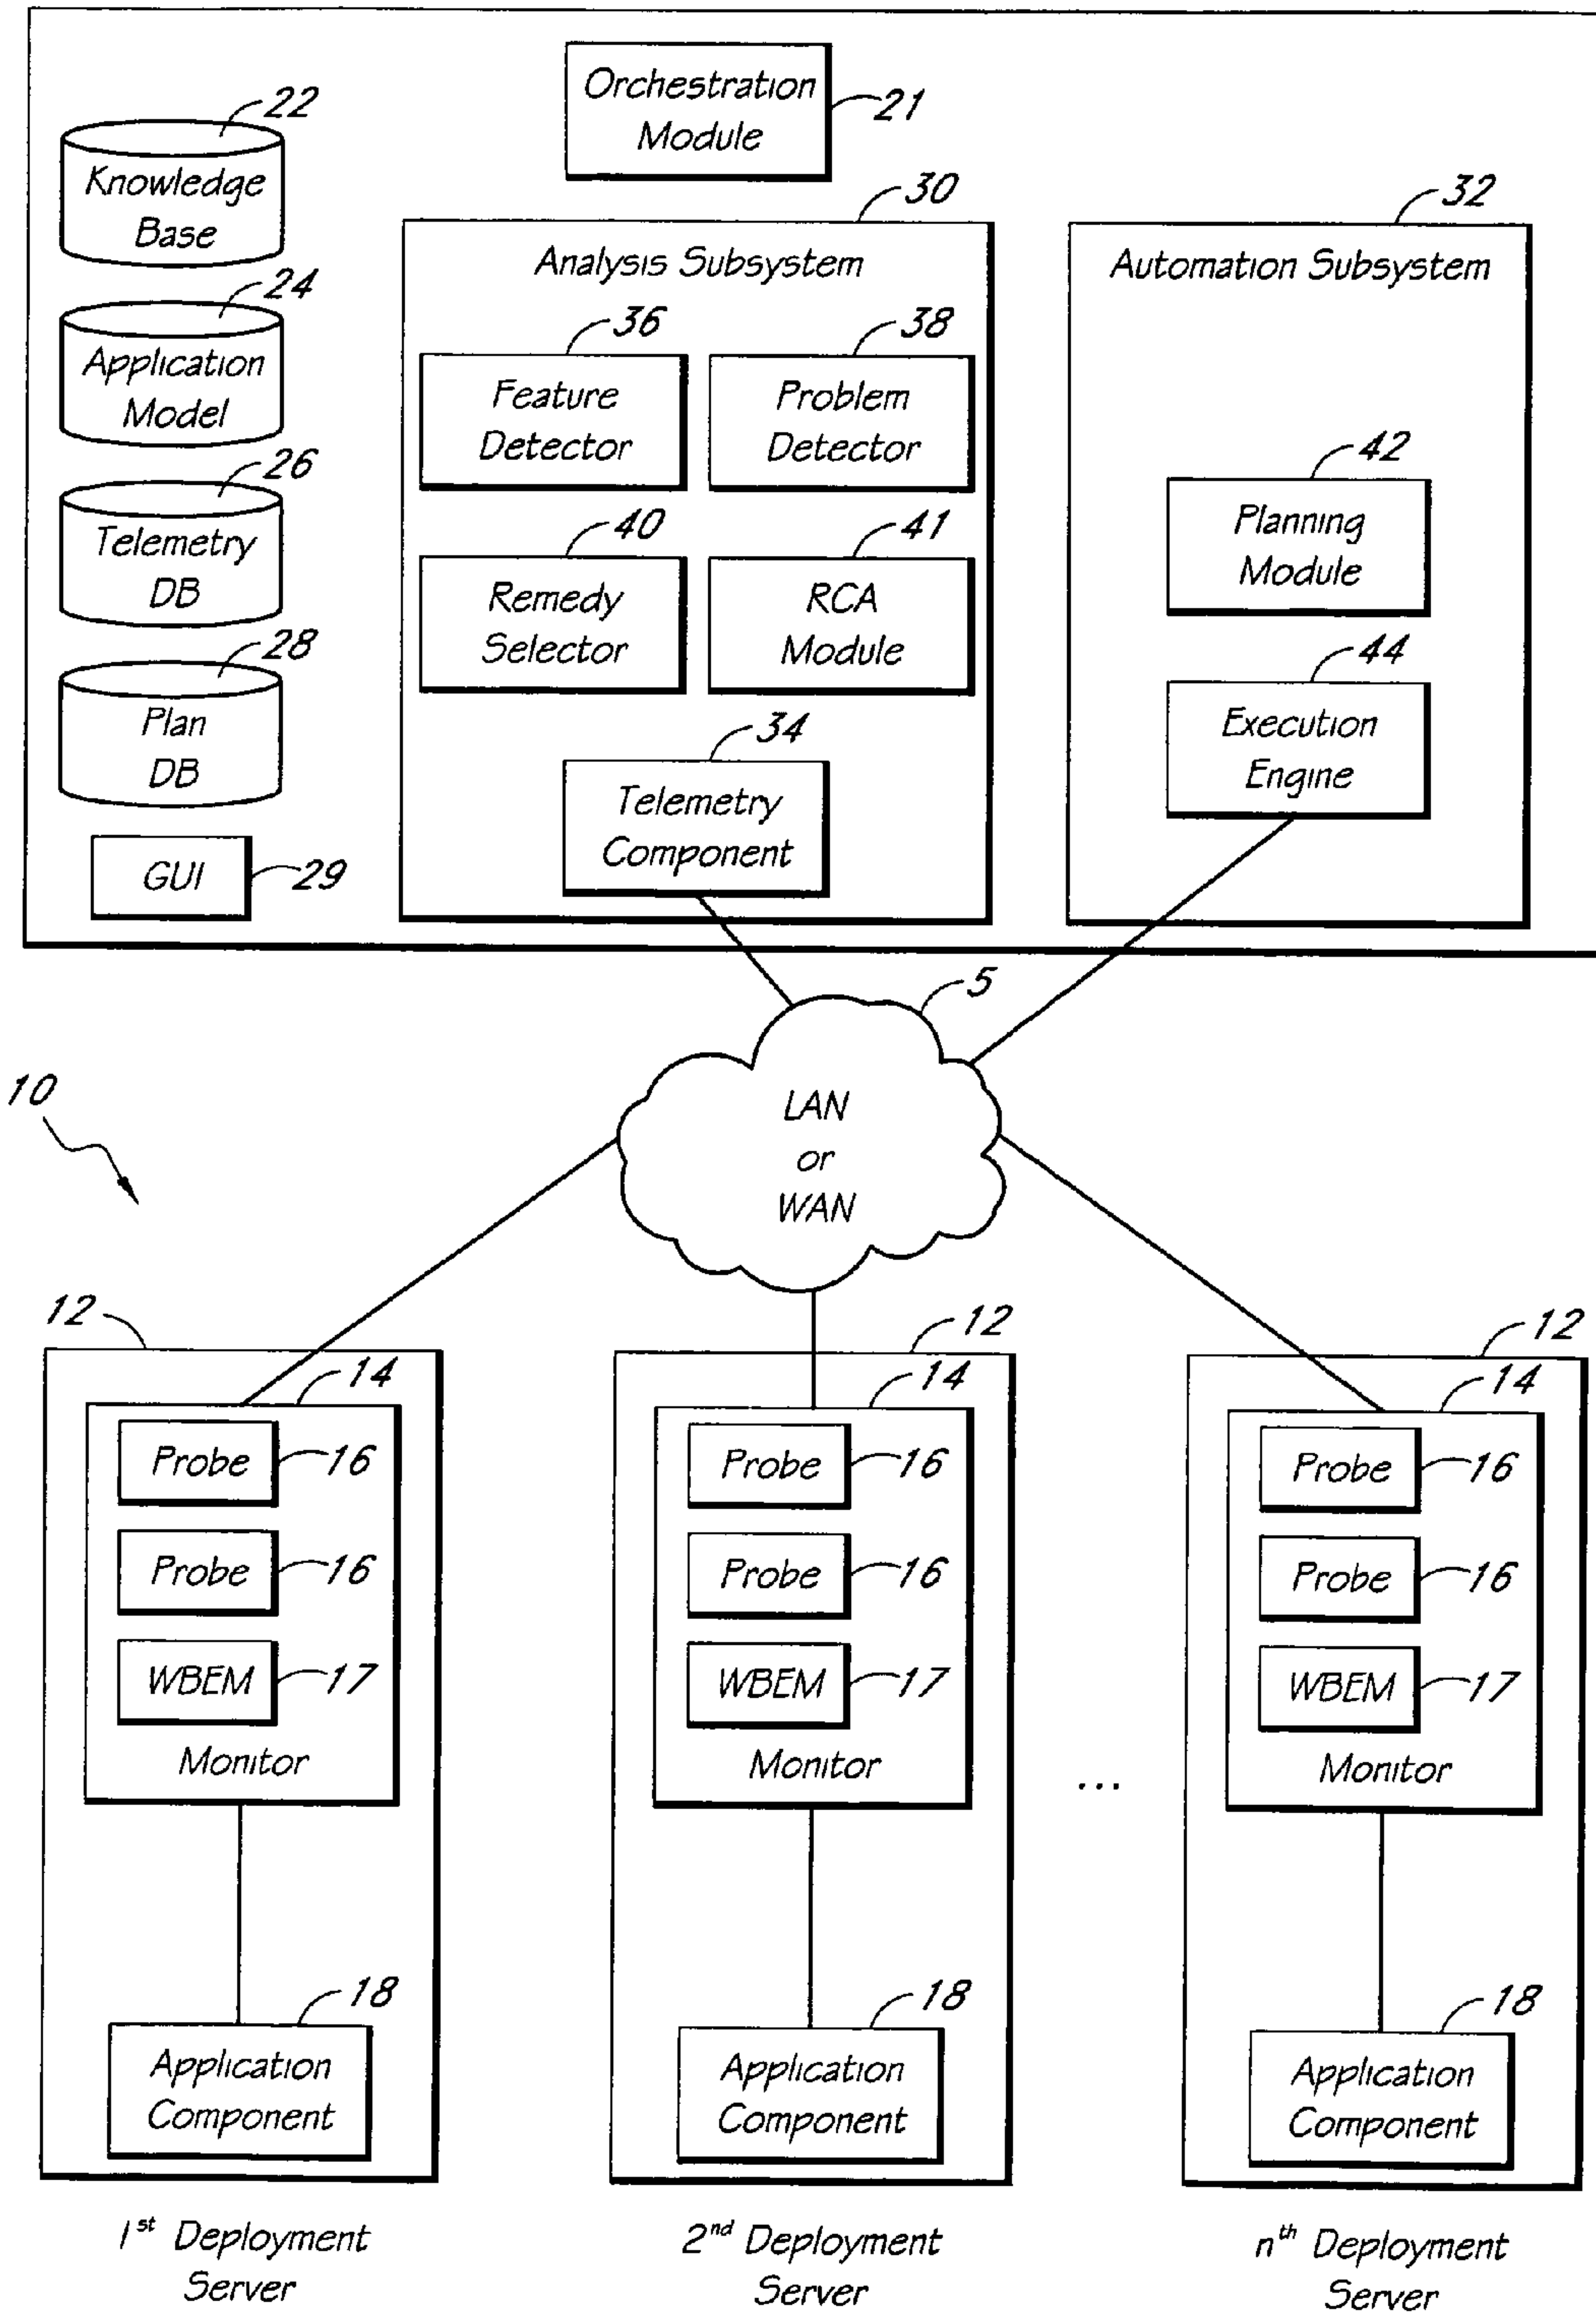 Orchestration
Module
21
22
Knowledge
Base
24
Application
Model
26
Telemetry
DB
28
Plan
DB
GUI
29
30
Analysis Subsystem
36
Feature
Detector
38
Problem
Detector
40
Remedy
Selector
41
RCA
Module
34
Telemetry
Component
32
Automation Subsystem
42
Planning
Module
44
Execution
Engine
5
LAN
or
WAN
10
12
14
Probe
16
Probe
16
WBEM
17
Monitor
18
Application
Component
1st Deployment
Server
12
14
Probe
16
Probe
16
WBEM
17
Monitor
18
Application
Component
2nd Deployment
Server
...
12
14
Probe
16
Probe
16
WBEM
17
Monitor
18
Application
Component
nth Deployment
Server